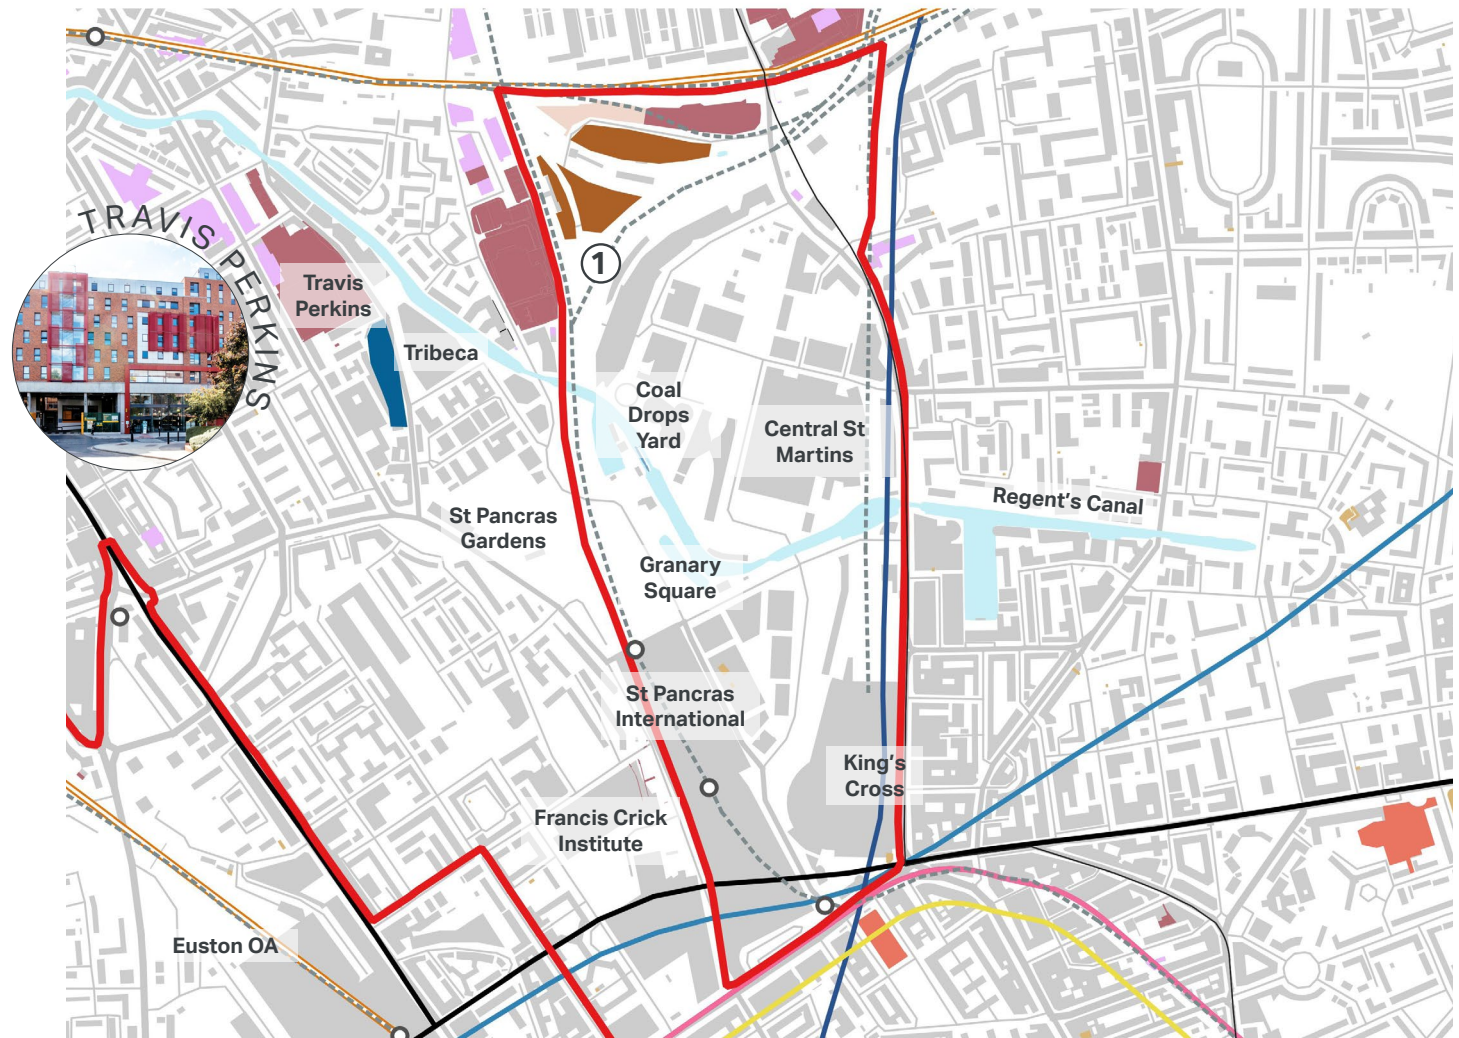 TRAVIS PERKINS
1
Travis
Perkins
Tribeca
Coal
Drops
Yard
Central St
Martins
Regent's Canal
St Pancras
Gardens
Granary
Square
St Pancras
International
King's
Cross
Francis Crick
Institute
Euston OA